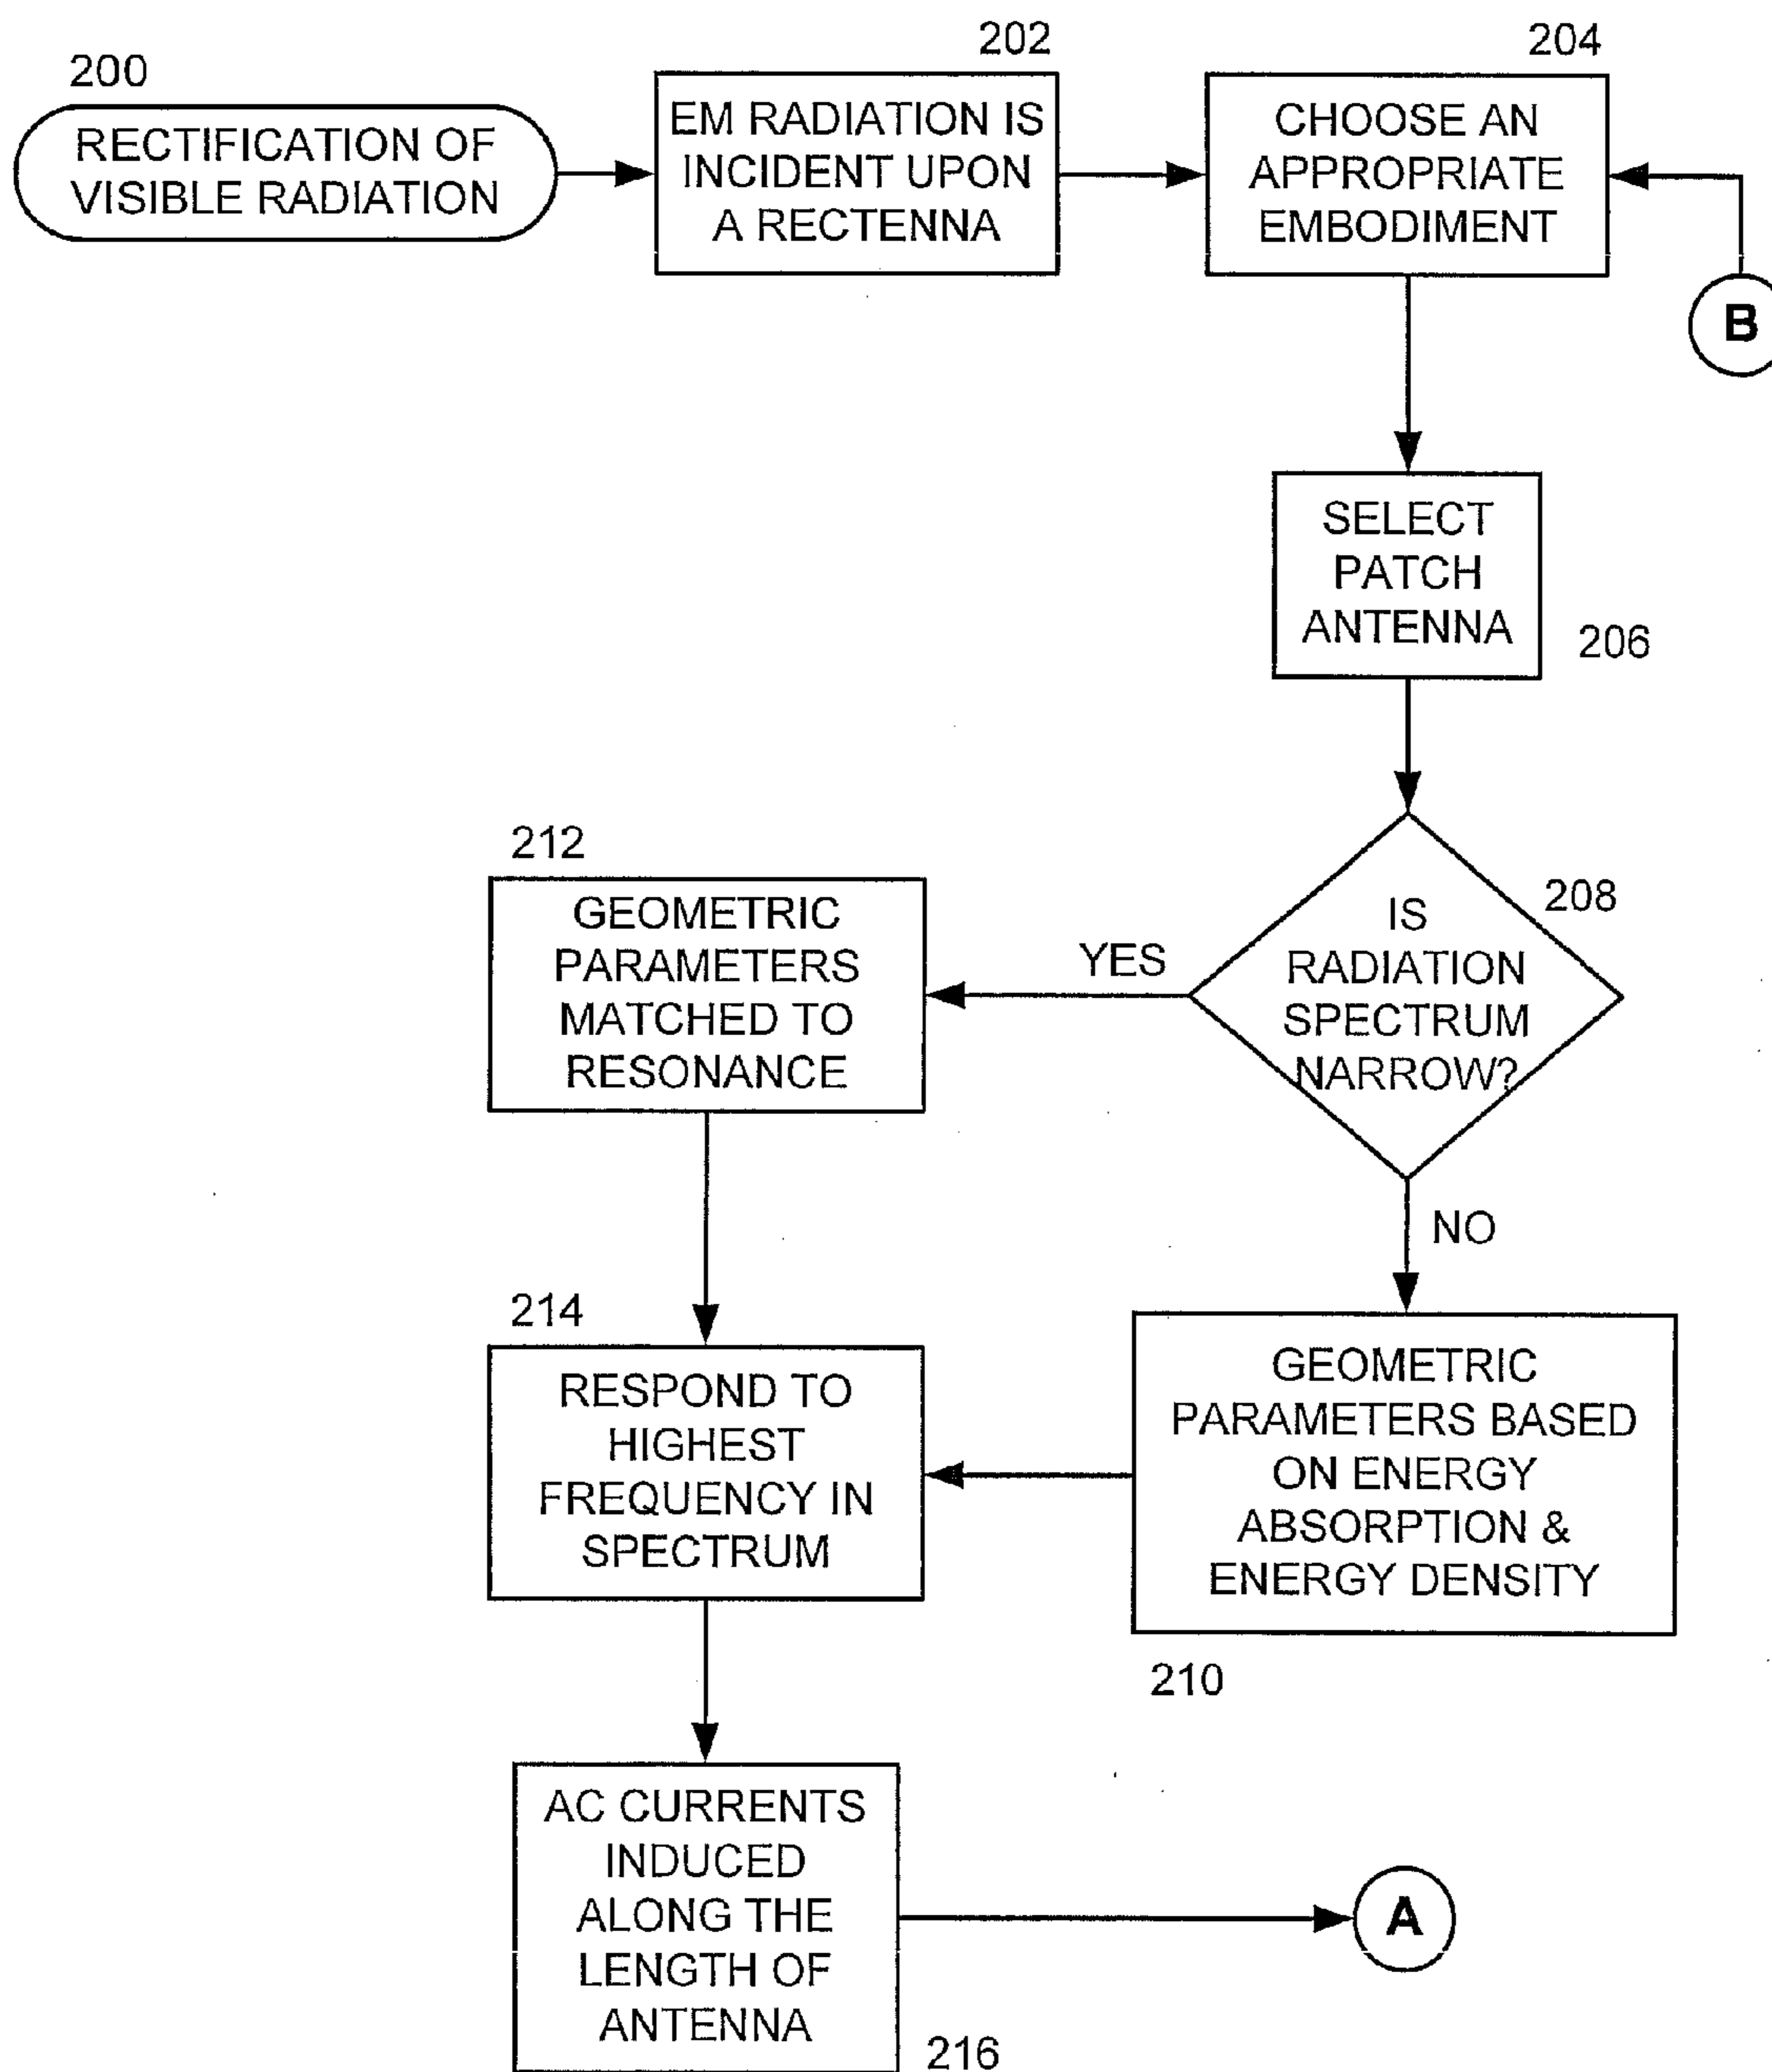 200
RECTIFICATION OF
VISIBLE RADIATION
202
EM RADIATION IS
INCIDENT UPON
A RECTENNA
204
CHOOSE AN
APPROPRIATE
EMBODIMENT
B
SELECT
PATCH
ANTENNA
206
208
IS
RADIATION
SPECTRUM
NARROW?
YES
NO
212
GEOMETRIC
PARAMETERS
MATCHED TO
RESONANCE
GEOMETRIC
PARAMETERS BASED
ON ENERGY
ABSORPTION &
ENERGY DENSITY
210
214
RESPOND TO
HIGHEST
FREQUENCY IN
SPECTRUM
AC CURRENTS
INDUCED
ALONG THE
LENGTH OF
ANTENNA
216
A